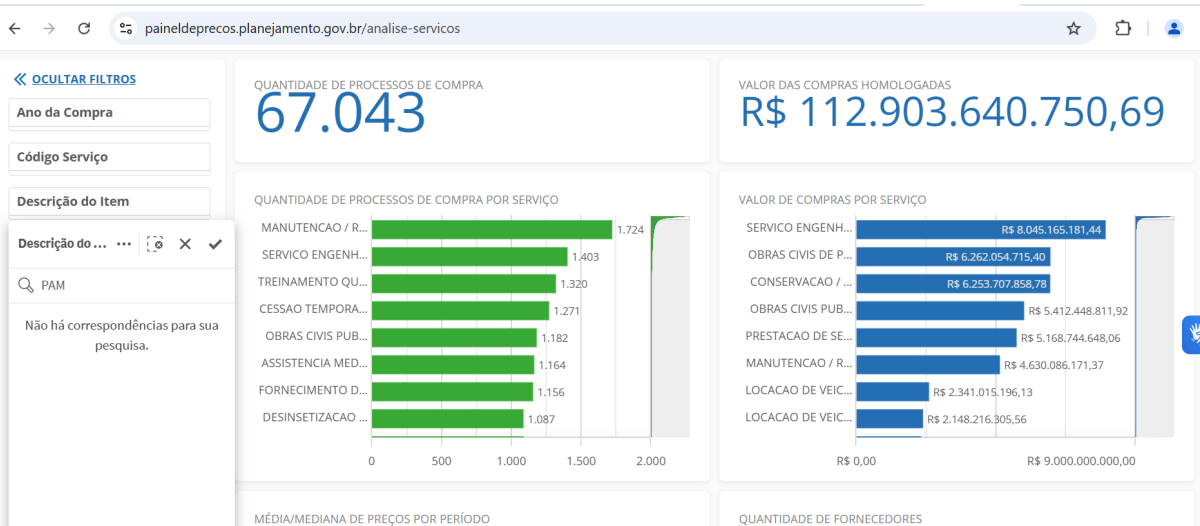 paineldeprecos.planejamento.gov.br/analise-servicos
OCULTAR FILTROS
Ano da Compra
Código Serviço
Descrição do Item
Descrição do ...
PAM
Não há correspondências para sua
pesquisa.
QUANTIDADE DE PROCESSOS DE COMPRA
67.043
VALOR DAS COMPRAS HOMOLOGADAS
R$ 112.903.640.750,69
QUANTIDADE DE PROCESSOS DE COMPRA POR SERVIÇO
MANUTENCAO / R... 1.724
SERVICO ENGENH... 1.403
TREINAMENTO QU... 1.320
CESSAO TEMPORA... 1.271
OBRAS CIVIS PUB... 1.182
ASSISTENCIA MED... 1.164
FORNECIMENTO D... 1.156
DESINSETIZACAO ... 1.087
0 500 1.000 1.500 2.000
VALOR DE COMPRAS POR SERVIÇO
SERVICO ENGENH... R$ 8.045.165.181,44
OBRAS CIVIS DE P... R$ 6.262.054.715,40
CONSERVACAO / ... R$ 6.253.707.858,78
OBRAS CIVIS PUB... R$ 5.412.448.811,92
PRESTACAO DE SE... R$ 5.168.744.648,06
MANUTENCAO / R... R$ 4.630.086.171,37
LOCACAO DE VEIC... R$ 2.341.015.196,13
LOCACAO DE VEIC... R$ 2.148.216.305,56
R$ 0,00 R$ 9.000.000.000,00
MÉDIA/MEDIANA DE PREÇOS POR PERÍODO
QUANTIDADE DE FORNECEDORES